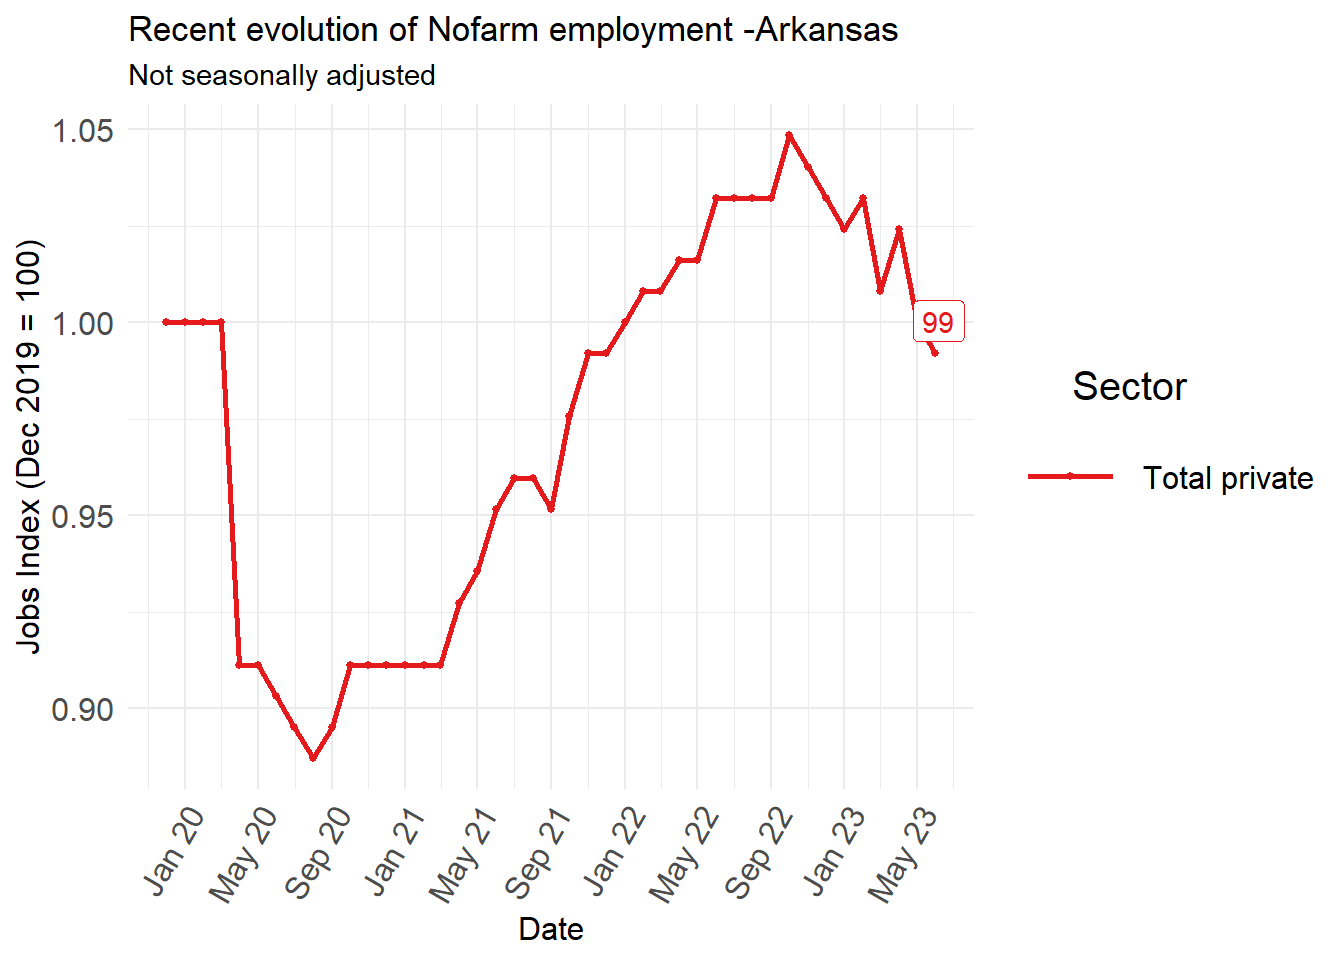 Recent evolution of Nofarm employment -Arkansas
Not seasonally adjusted
Jobs Index (Dec 2019 = 100)
1.05
1.00
0.95
0.90
99
Jan 20
May 20
Sep 20
Jan 21
May 21
Sep 21
Jan 22
May 22
Sep 22
Jan 23
May 23
Date
Sector
Total private